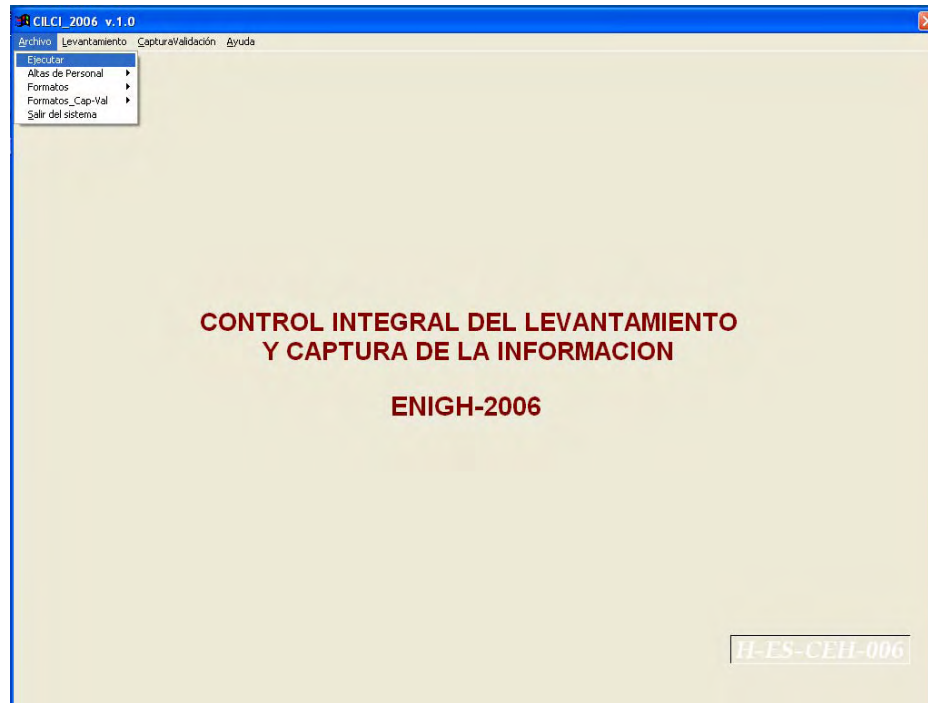 CILCI_2006 v.1.0
Archivo Levantamiento CapturaValidación Ayuda
Ejecutar
Altas de Personal
Formatos
Formatos_Cap-Val
Salir del sistema
CONTROL INTEGRAL DEL LEVANTAMIENTO
Y CAPTURA DE LA INFORMACION
ENIGH-2006
H-ES-CEH-006